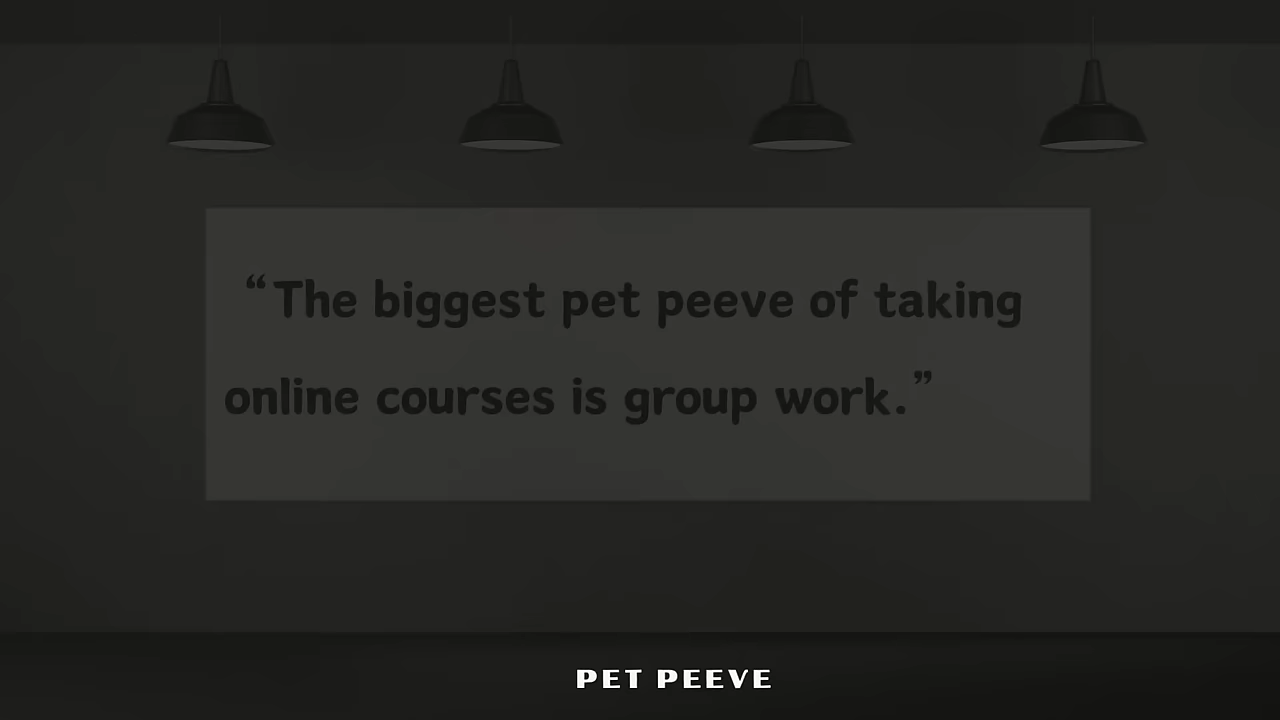 “The biggest pet peeve of taking
online courses is group work.”
PET PEEVE